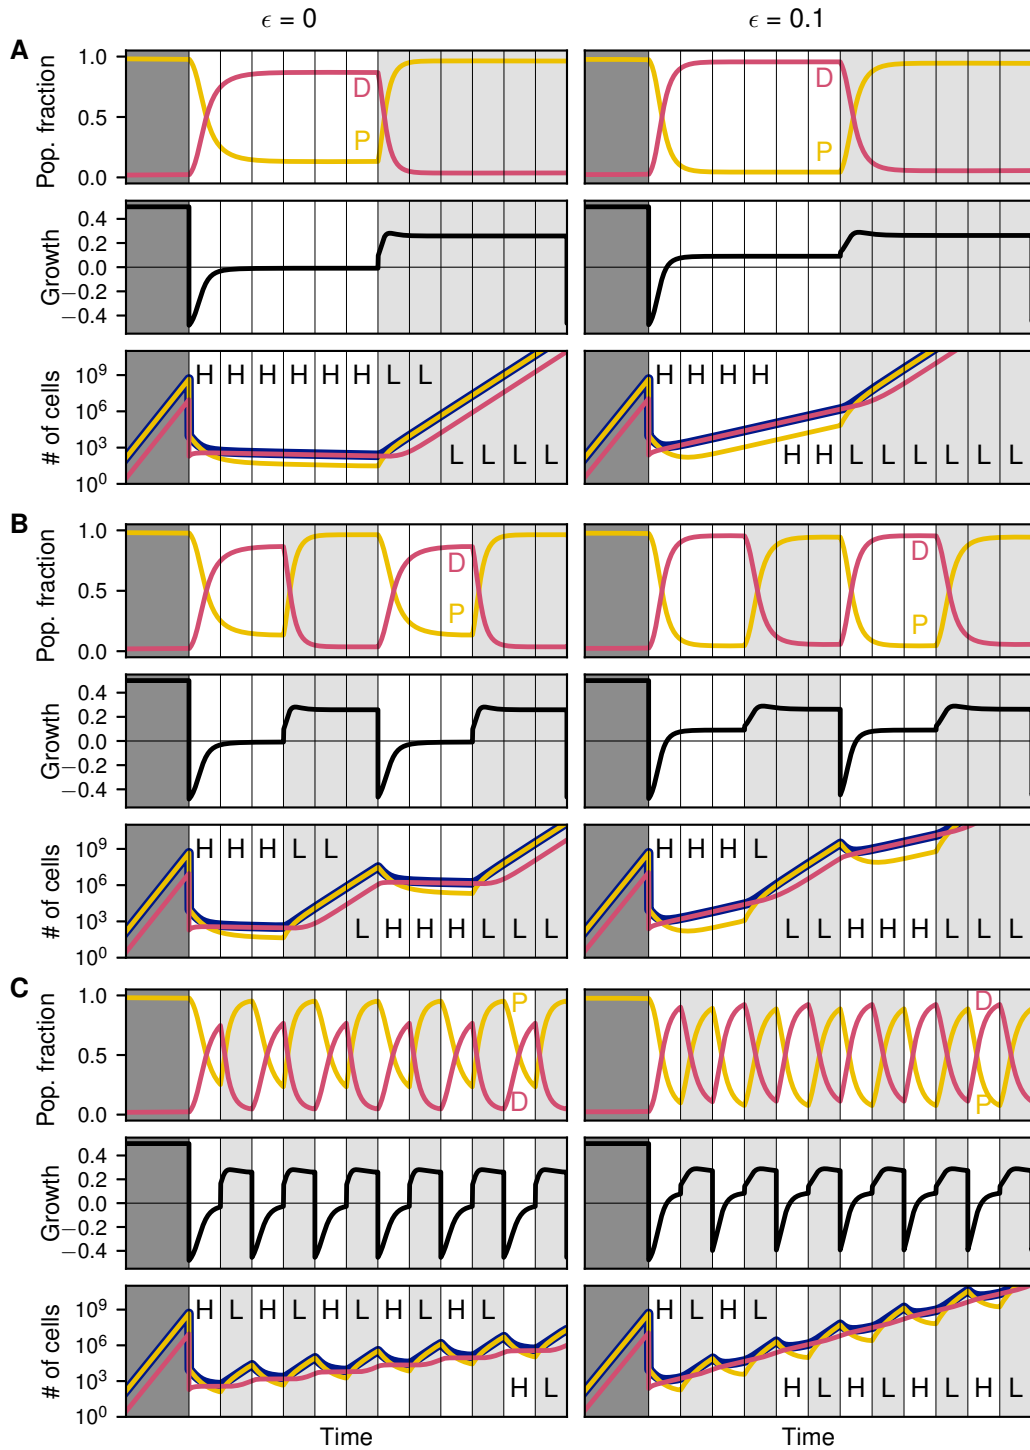 ϵ = 0 ϵ = 0.1
A
Pop. fraction
1.0
0.5
0.0
D
P
D
P
Growth
0.4
0.2
0.0
−0.2
−0.4
# of cells
10⁹
10⁶
10³
10⁰
H H H H H H L L
L L L L
H H H H
H H L L L L L L
B
Pop. fraction
1.0
0.5
0.0
D
P
D
P
Growth
0.4
0.2
0.0
−0.2
−0.4
# of cells
10⁹
10⁶
10³
10⁰
H H H L L
L H H H L L L
H H H L
L L H H H L L L
C
Pop. fraction
1.0
0.5
0.0
P
D
D
P
Growth
0.4
0.2
0.0
−0.2
−0.4
# of cells
10⁹
10⁶
10³
10⁰
H L H L H L H L H L
H L
H L H L
H L H L H L H L
Time Time